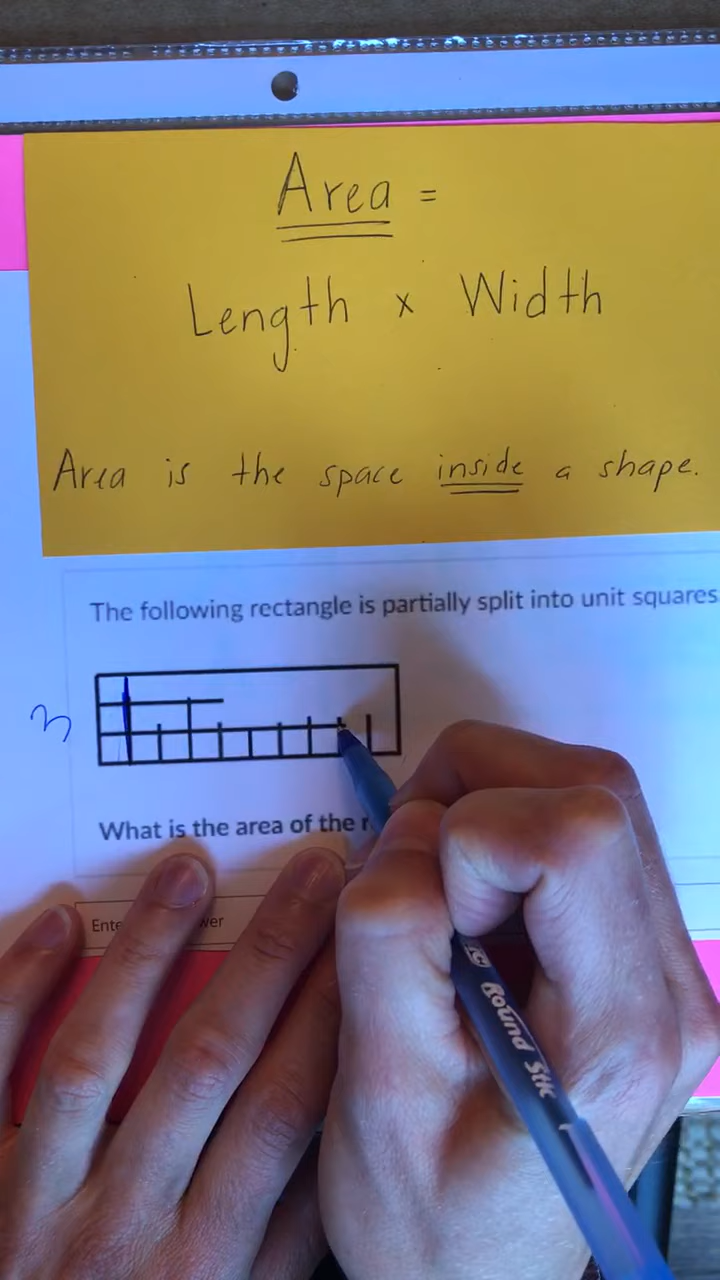 Area =
Length x Width
Area is the space inside a shape.
The following rectangle is partially split into unit squares
3
What is the area of the
Round Stic